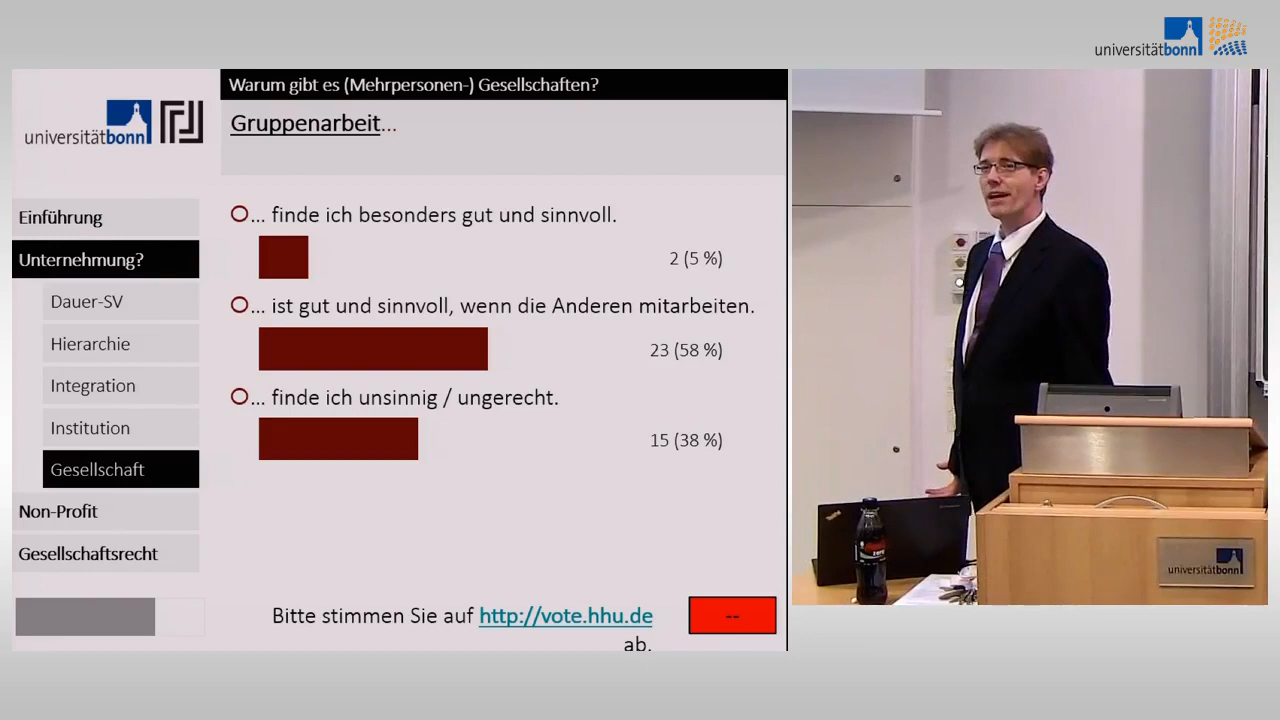 universitätbonn
Warum gibt es (Mehrpersonen-) Gesellschaften?
universitätbonn
Gruppenarbeit...
Einführung
Unternehmung?
Dauer-SV
Hierarchie
Integration
Institution
Gesellschaft
Non-Profit
Gesellschaftsrecht
... finde ich besonders gut und sinnvoll.
2 (5 %)
... ist gut und sinnvoll, wenn die Anderen mitarbeiten.
23 (58 %)
... finde ich unsinnig / ungerecht.
15 (38 %)
Bitte stimmen Sie auf http://vote.hhu.de
ab.
--
universitätbonn